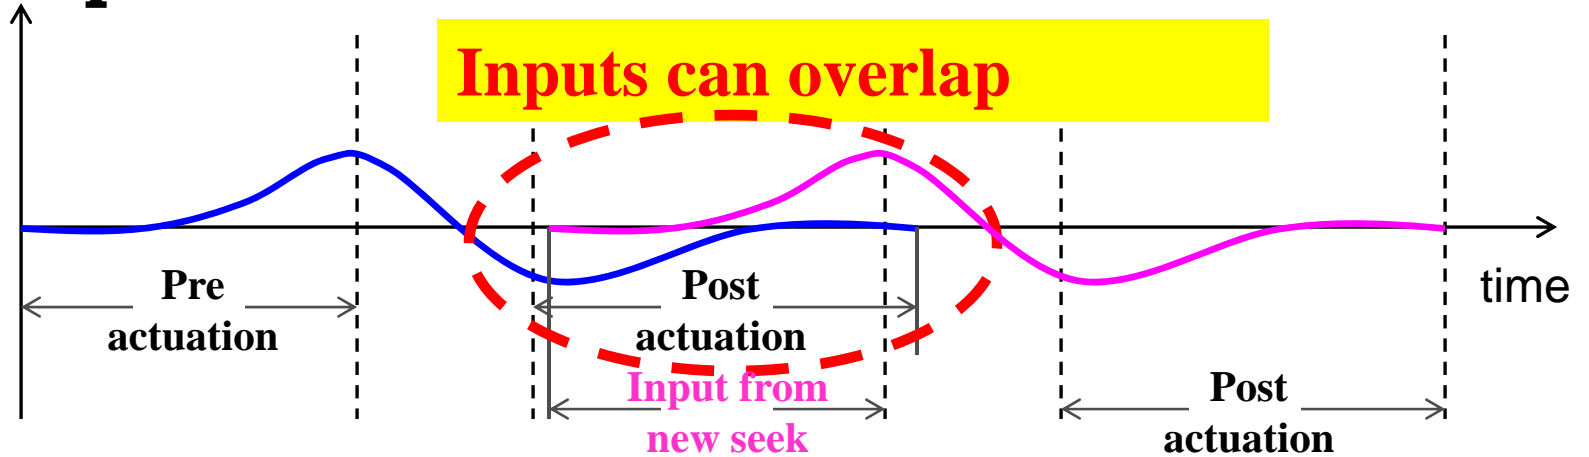 Inputs can overlap
Pre
actuation
Post
actuation
time
Input from
new seek
Post
actuation